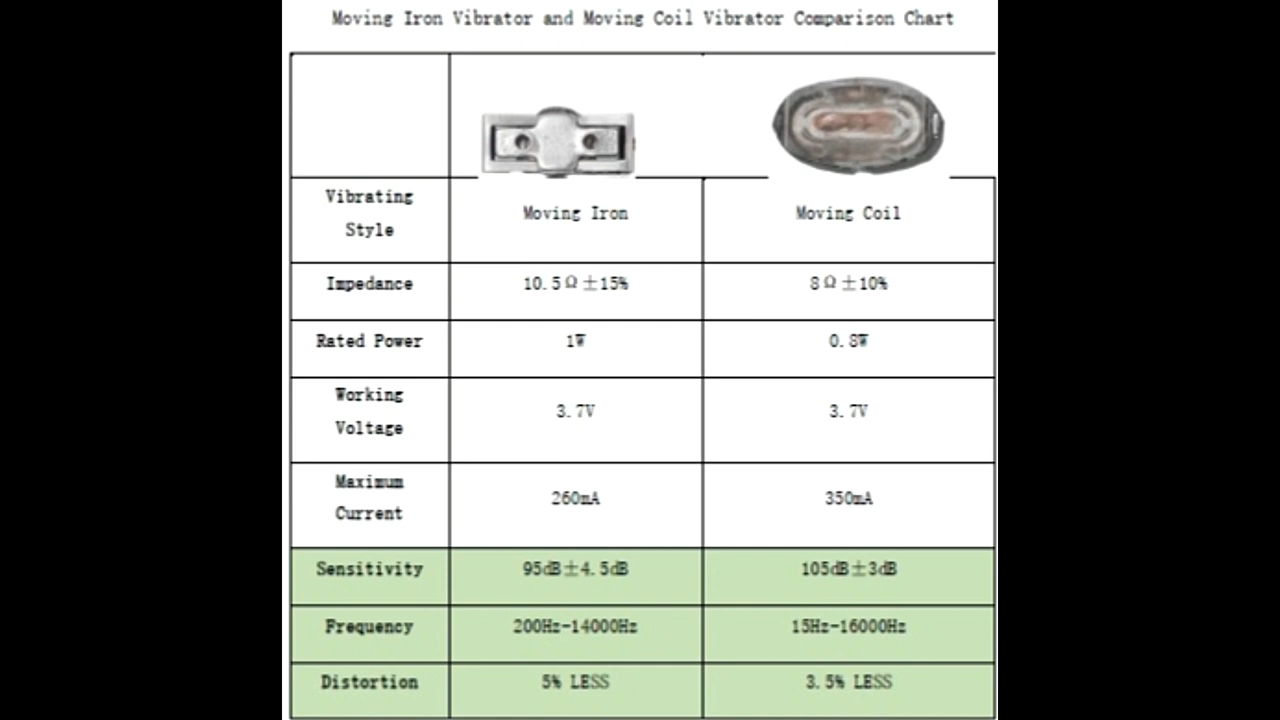 Moving Iron Vibrator and Moving Coil Vibrator Comparison Chart
Vibrating Style Moving Iron Moving Coil
Impedance 10.5Ω±15% 8Ω±10%
Rated Power 1W 0.8W
Working Voltage 3.7V 3.7V
Maximum Current 260mA 350mA
Sensitivity 95dB±4.5dB 105dB±3dB
Frequency 200Hz-14000Hz 15Hz-16000Hz
Distortion 5% LESS 3.5% LESS